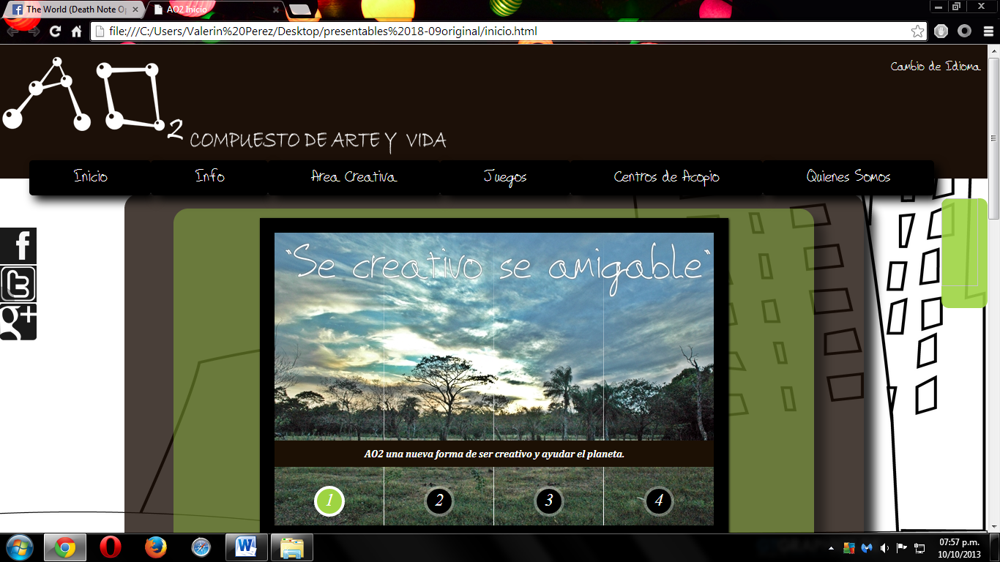 The World (Death Note Op
AO2 Inicio
file:///C:/Users/Valerin%20Perez/Desktop/presentables%2018-09original/inicio.html
Cambio de Idioma
AO2 COMPUESTO DE ARTE Y VIDA
Inicio Info Area Creativa Juegos Centros de Acopio Quienes Somos
"Se creativo se amigable"
AO2 una nueva forma de ser creativo y ayudar el planeta.
1 2 3 4
07:57 p.m.
10/10/2013